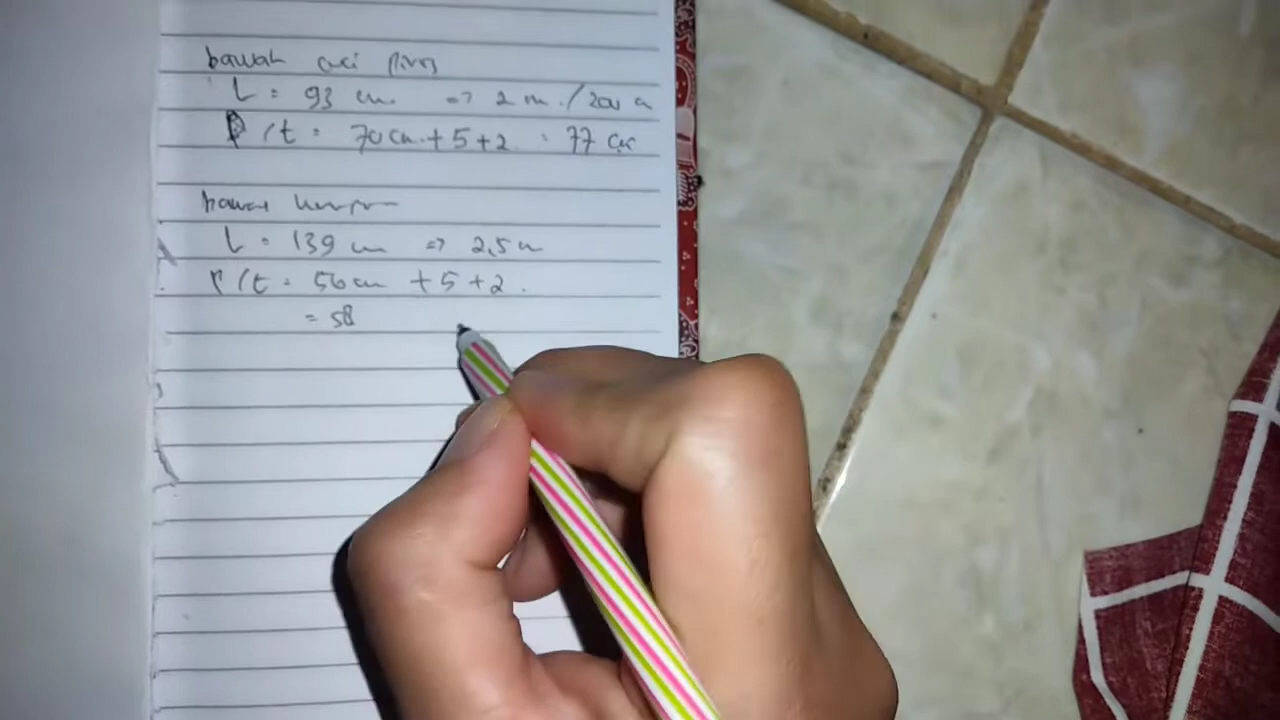 bawah cuci piring
L = 93 cm => 2 m / 200 c
P/t = 70 cm + 5 + 2 = 77 cm
bawah kompor
L = 139 cm => 2,5 m
P/t = 56 cm + 5 + 2
= 58